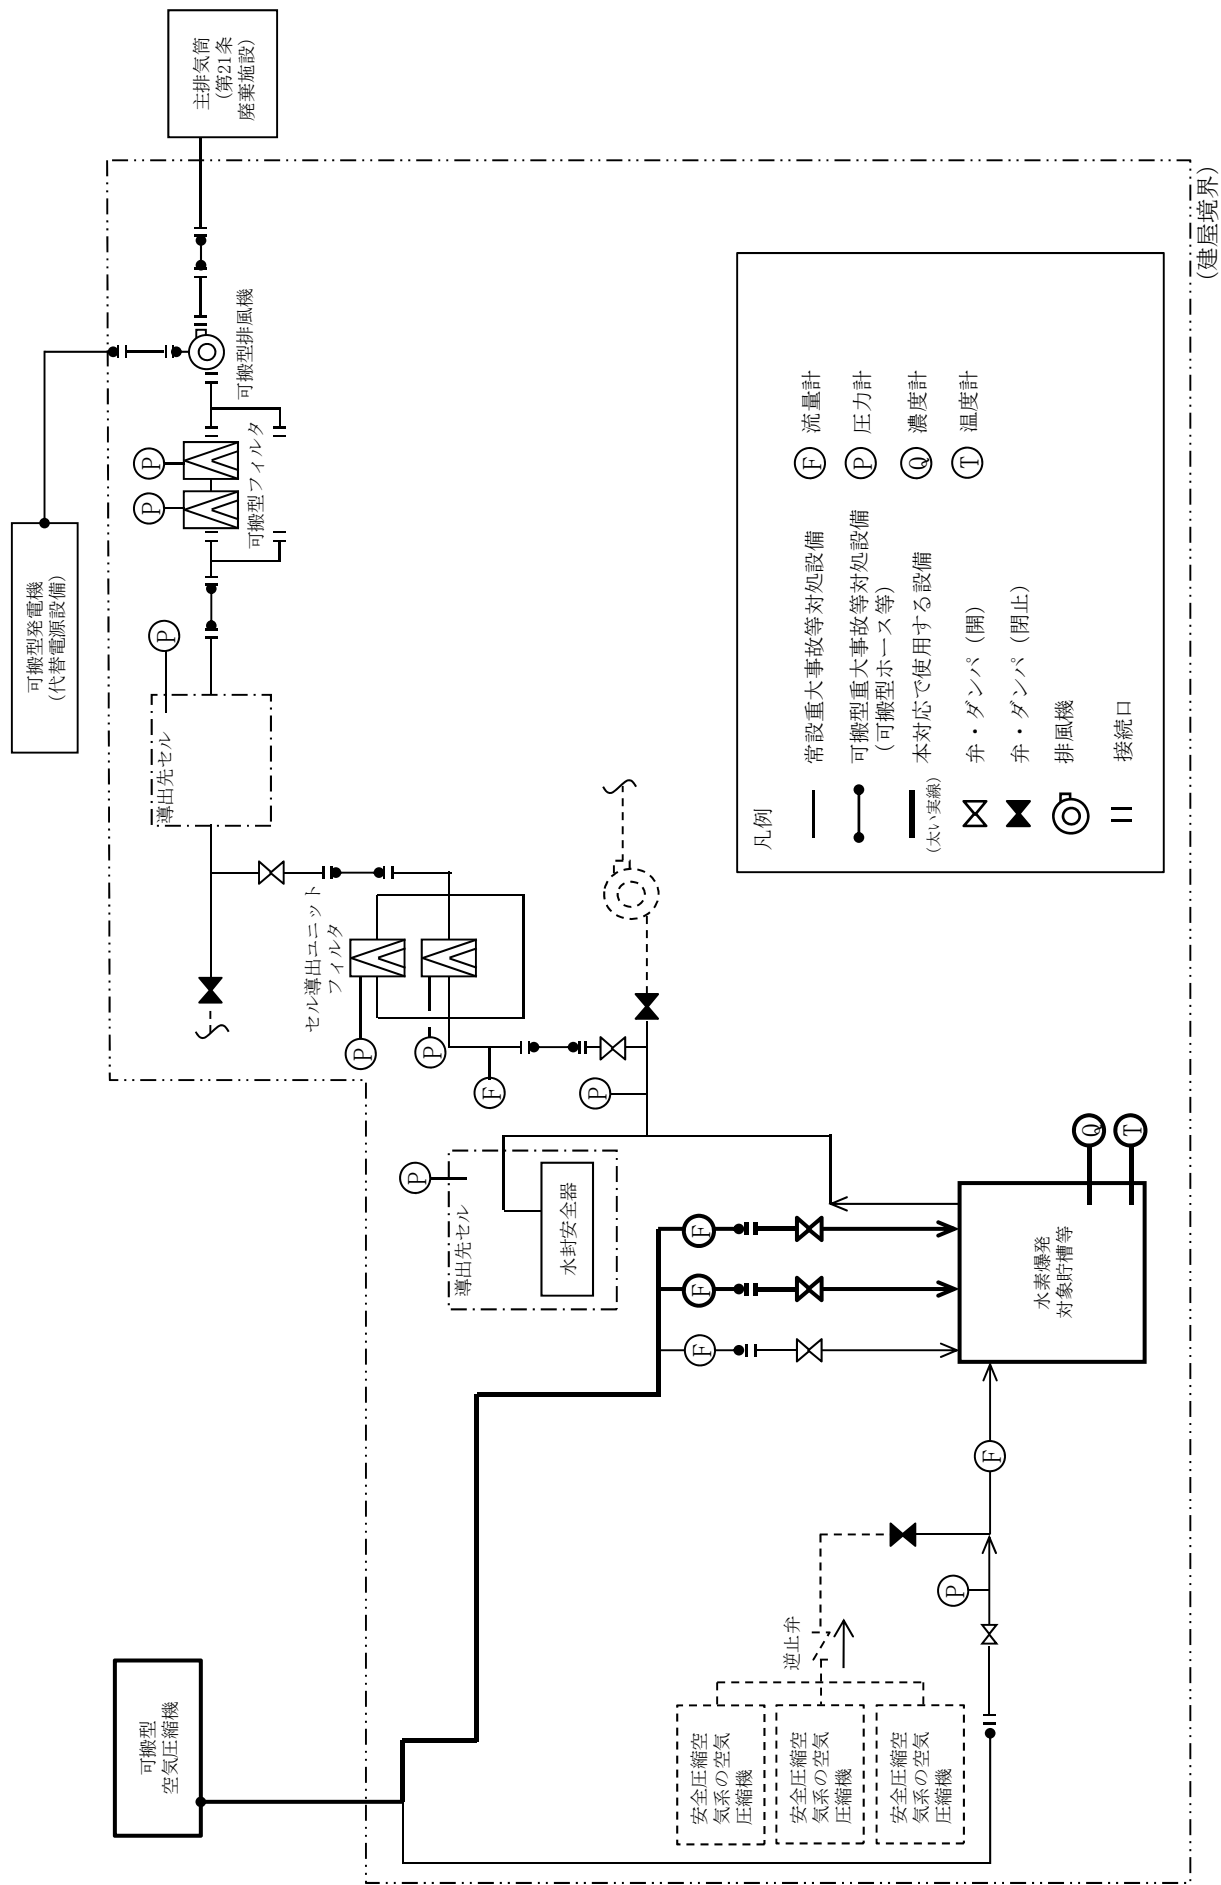 可搬型
空気圧縮機
安全圧縮空
気系の空気
圧縮機
安全圧縮空
気系の空気
圧縮機
安全圧縮空
気系の空気
圧縮機
逆止弁
P
F
F
F
F
水素爆発
対象貯槽等
Q
T
導出先セル
水封安全器
P
P
F
P
P
セル導出ユニット
フィルタ
導出先セル
P
可搬型発電機
(代替電源設備)
P
P
可搬型フィルタ
可搬型排風機
主排気筒
(第21条
廃棄施設)
(建屋境界)
凡例
常設重大事故等対処設備
可搬型重大事故等対処設備
(可搬型ホース等)
本対応で使用する設備
(太い実線)
弁・ダンパ (開)
弁・ダンパ (閉止)
排風機
接続口
F 流量計
P 圧力計
Q 濃度計
T 温度計